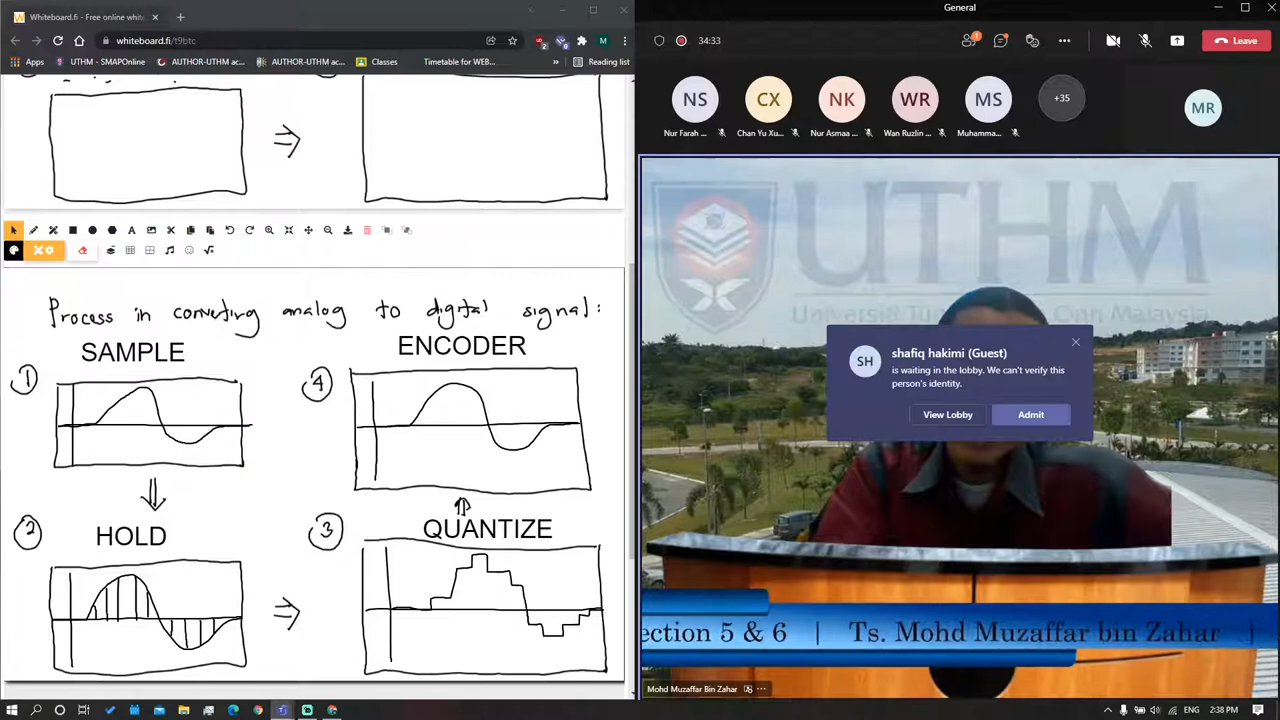 Whiteboard.fi - Free online whit
whiteboard.fi/t9btc
Apps
UTHM - SMAPOnline
AUTHOR-UTHM ac...
AUTHOR-UTHM ac...
Classes
Timetable for WEB...
»
Reading list
Process in converting analog to digital signal:
SAMPLE
ENCODER
1
4
HOLD
QUANTIZE
2
3
General
34:33
1
Leave
NS
CX
NK
WR
MS
+35
MR
Nur Farah ...
Chan Yu Xu...
Nur Asmaa ...
Wan Ruzlin ...
Muhamma...
UTHM
Universiti Tun Hussein Onn Malaysia
SH
shafiq hakimi (Guest)
is waiting in the lobby. We can't verify this
person's identity.
View Lobby
Admit
ection 5 & 6 | Ts. Mohd Muzaffar bin Zahar |
Mohd Muzaffar Bin Zahar
ENG
2:38 PM